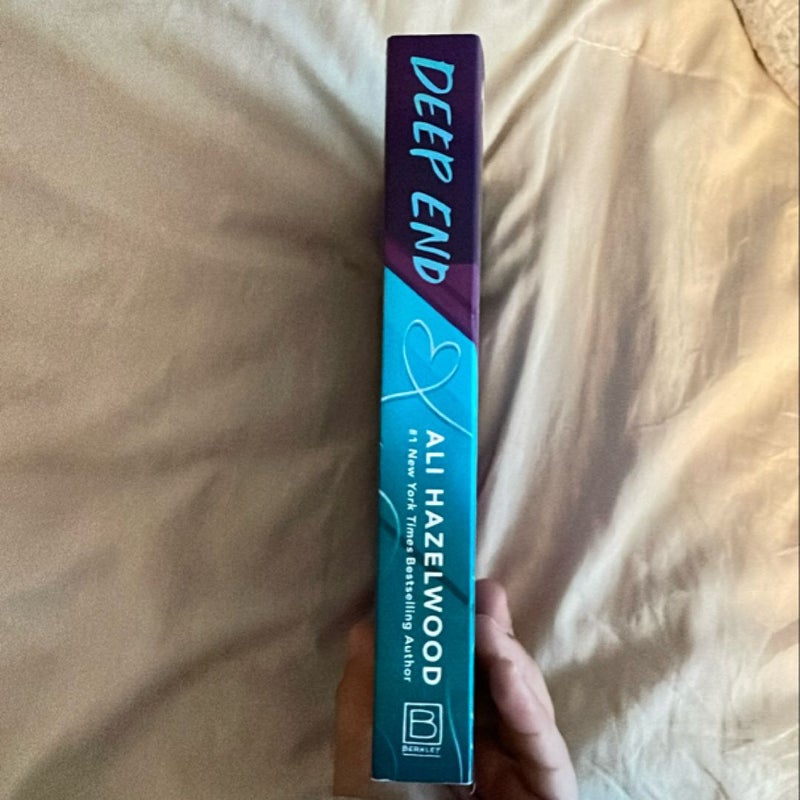 DEEP END
ALI HAZELWOOD
#1 New York Times Bestselling Author
B
BERKLEY